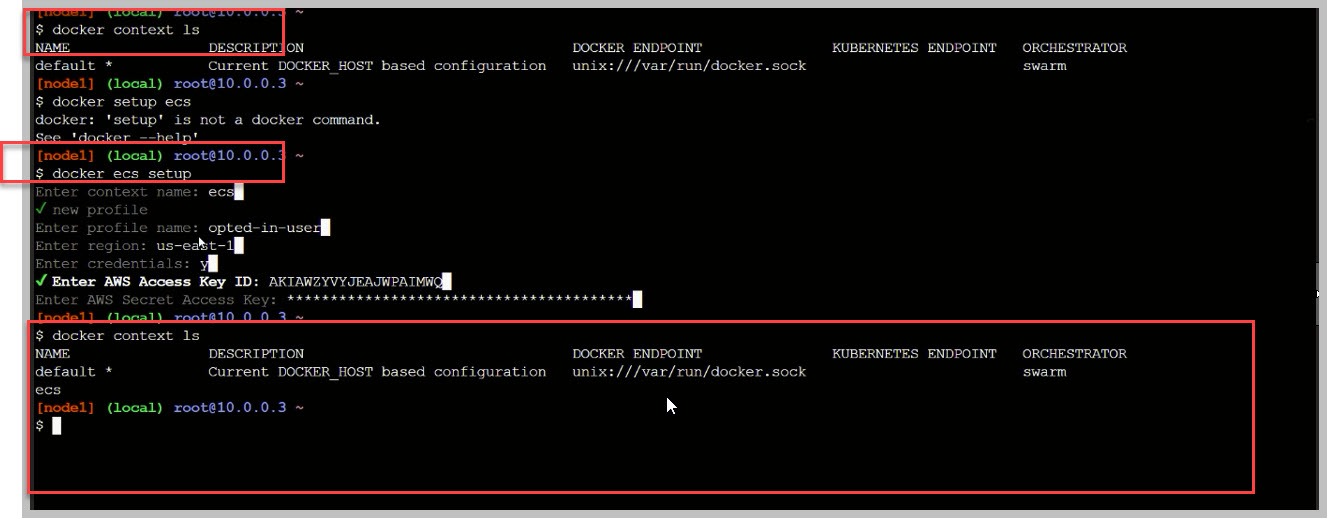 [node1] (local) root@10.0.0.3 ~
$ docker context ls
NAME DESCRIPTION DOCKER ENDPOINT KUBERNETES ENDPOINT ORCHESTRATOR
default * Current DOCKER_HOST based configuration unix:///var/run/docker.sock swarm
[node1] (local) root@10.0.0.3 ~
$ docker setup ecs
docker: 'setup' is not a docker command.
See 'docker --help'
[node1] (local) root@10.0.0.3 ~
$ docker ecs setup
Enter context name: ecs
✓ new profile
Enter profile name: opted-in-user
Enter region: us-east-1
Enter credentials: y
✓ Enter AWS Access Key ID: AKIAWZYVYJEAJWPAIMWQ
Enter AWS Secret Access Key: ****************************************
[node1] (local) root@10.0.0.3 ~
$ docker context ls
NAME DESCRIPTION DOCKER ENDPOINT KUBERNETES ENDPOINT ORCHESTRATOR
default * Current DOCKER_HOST based configuration unix:///var/run/docker.sock swarm
ecs
[node1] (local) root@10.0.0.3 ~
$